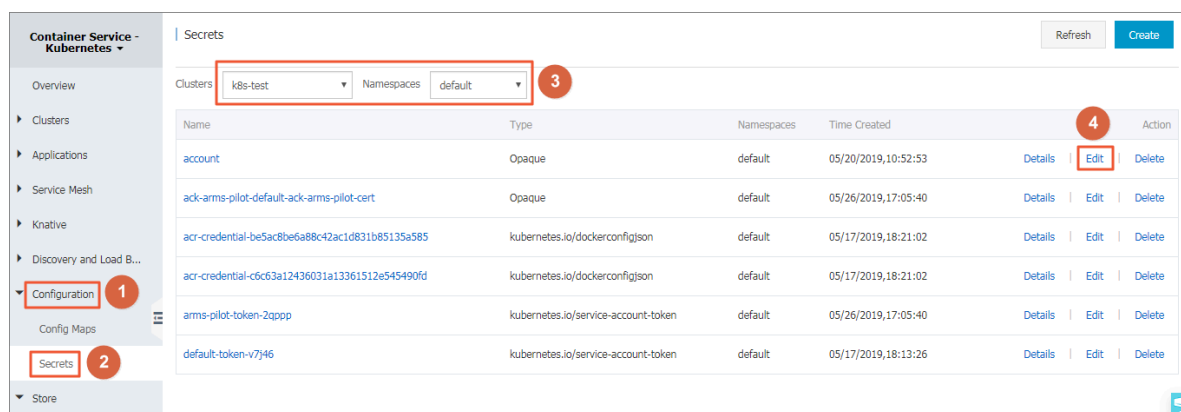 Container Service -
Kubernetes
Overview
Clusters
Applications
Service Mesh
Knative
Discovery and Load B...
Configuration 1
Config Maps
Secrets 2
Store
Secrets Refresh Create
Clusters k8s-test Namespaces default 3
Name Type Namespaces Time Created 4 Action
account Opaque default 05/20/2019,10:52:53 Details Edit Delete
ack-arms-pilot-default-ack-arms-pilot-cert Opaque default 05/26/2019,17:05:40 Details Edit Delete
acr-credential-be5ac8be6a88c42ac1d831b85135a585 kubernetes.io/dockerconfigjson default 05/17/2019,18:21:02 Details Edit Delete
acr-credential-c6c63a12436031a13361512e545490fd kubernetes.io/dockerconfigjson default 05/17/2019,18:21:02 Details Edit Delete
arms-pilot-token-2qppp kubernetes.io/service-account-token default 05/26/2019,17:05:40 Details Edit Delete
default-token-v7j46 kubernetes.io/service-account-token default 05/17/2019,18:13:26 Details Edit Delete